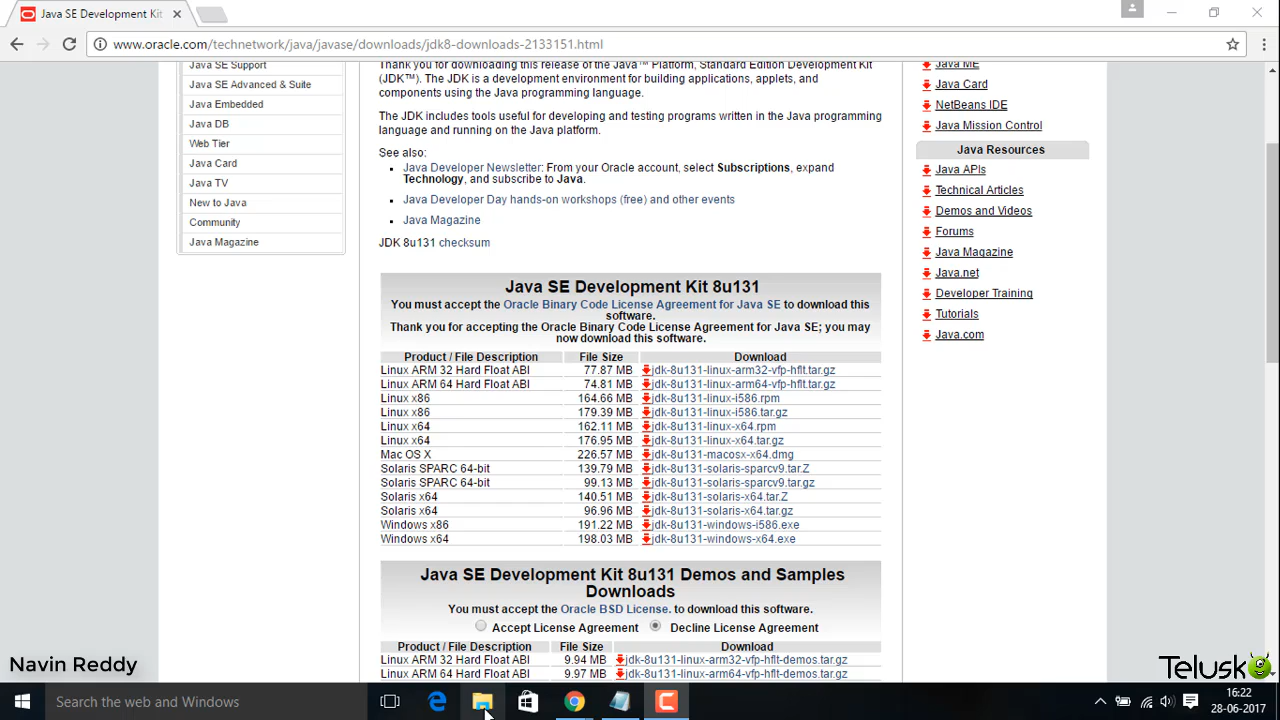 Java SE Development Kit
www.oracle.com/technetwork/java/javase/downloads/jdk8-downloads-2133151.html
Java SE Support
Java SE Advanced & Suite
Java Embedded
Java DB
Web Tier
Java Card
Java TV
New to Java
Community
Java Magazine
Thank you for downloading this release of the Java™ Platform, Standard Edition Development Kit
(JDK™). The JDK is a development environment for building applications, applets, and
components using the Java programming language.
The JDK includes tools useful for developing and testing programs written in the Java programming
language and running on the Java platform.
See also:
Java Developer Newsletter: From your Oracle account, select Subscriptions, expand
Technology, and subscribe to Java.
Java Developer Day hands-on workshops (free) and other events
Java Magazine
JDK 8u131 checksum
Java SE Development Kit 8u131
You must accept the Oracle Binary Code License Agreement for Java SE to download this
software.
Thank you for accepting the Oracle Binary Code License Agreement for Java SE; you may
now download this software.
Product / File Description File Size Download
Linux ARM 32 Hard Float ABI 77.87 MB jdk-8u131-linux-arm32-vfp-hflt.tar.gz
Linux ARM 64 Hard Float ABI 74.81 MB jdk-8u131-linux-arm64-vfp-hflt.tar.gz
Linux x86 164.66 MB jdk-8u131-linux-i586.rpm
Linux x86 179.39 MB jdk-8u131-linux-i586.tar.gz
Linux x64 162.11 MB jdk-8u131-linux-x64.rpm
Linux x64 176.95 MB jdk-8u131-linux-x64.tar.gz
Mac OS X 226.57 MB jdk-8u131-macosx-x64.dmg
Solaris SPARC 64-bit 139.79 MB jdk-8u131-solaris-sparcv9.tar.Z
Solaris SPARC 64-bit 99.13 MB jdk-8u131-solaris-sparcv9.tar.gz
Solaris x64 140.51 MB jdk-8u131-solaris-x64.tar.Z
Solaris x64 96.96 MB jdk-8u131-solaris-x64.tar.gz
Windows x86 191.22 MB jdk-8u131-windows-i586.exe
Windows x64 198.03 MB jdk-8u131-windows-x64.exe
Java SE Development Kit 8u131 Demos and Samples
Downloads
You must accept the Oracle BSD License. to download this software.
Accept License Agreement Decline License Agreement
Product / File Description File Size Download
Linux ARM 32 Hard Float ABI 9.94 MB jdk-8u131-linux-arm32-vfp-hflt-demos.tar.gz
Linux ARM 64 Hard Float ABI 9.97 MB jdk-8u131-linux-arm64-vfp-hflt-demos.tar.gz
Java ME
Java Card
NetBeans IDE
Java Mission Control
Java Resources
Java APIs
Technical Articles
Demos and Videos
Forums
Java Magazine
Java.net
Developer Training
Tutorials
Java.com
Navin Reddy
Telusko
Search the web and Windows
16:22
28-06-2017